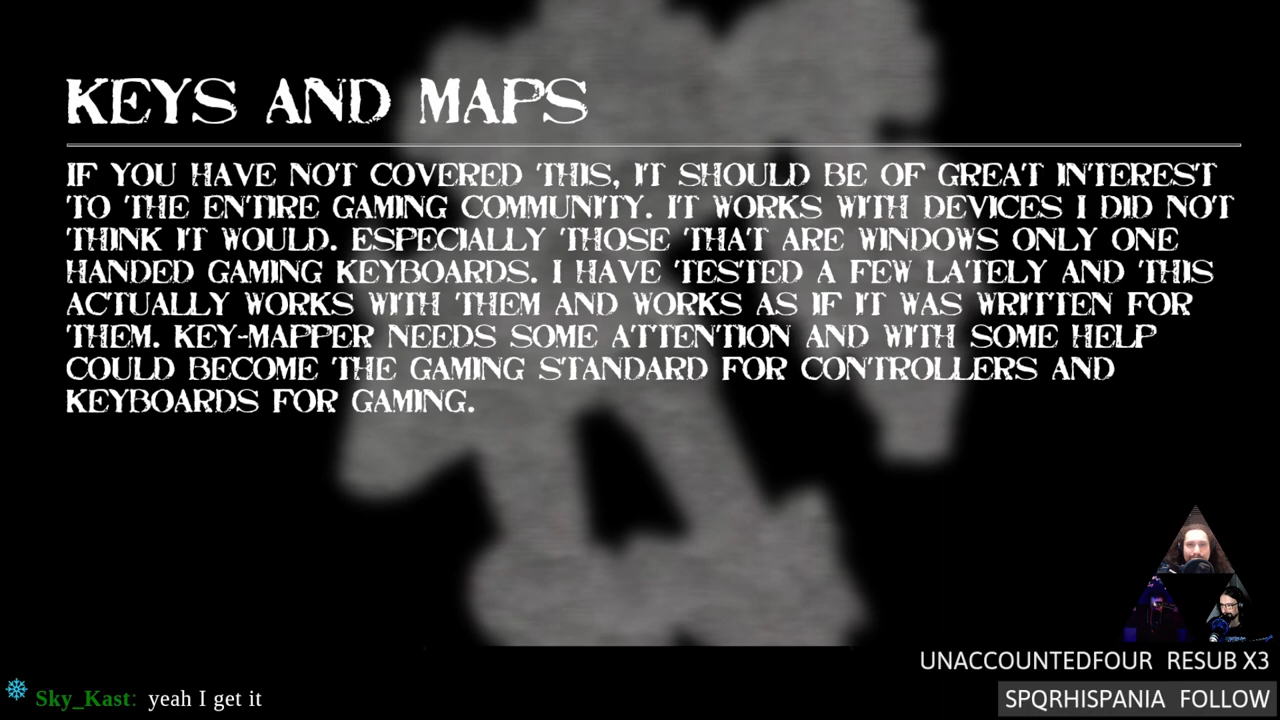 KEYS AND MAPS
IF YOU HAVE NOT COVERED THIS, IT SHOULD BE OF GREAT INTEREST
TO THE ENTIRE GAMING COMMUNITY. IT WORKS WITH DEVICES I DID NOT
THINK IT WOULD. ESPECIALLY THOSE THAT ARE WINDOWS ONLY ONE
HANDED GAMING KEYBOARDS. I HAVE TESTED A FEW LATELY AND THIS
ACTUALLY WORKS WITH THEM AND WORKS AS IF IT WAS WRITTEN FOR
THEM. KEY-MAPPER NEEDS SOME ATTENTION AND WITH SOME HELP
COULD BECOME THE GAMING STANDARD FOR CONTROLLERS AND
KEYBOARDS FOR GAMING.
UNACCOUNTEDFOUR RESUB X3
SPQRHISPANIA FOLLOW
Sky_Kast: yeah I get it